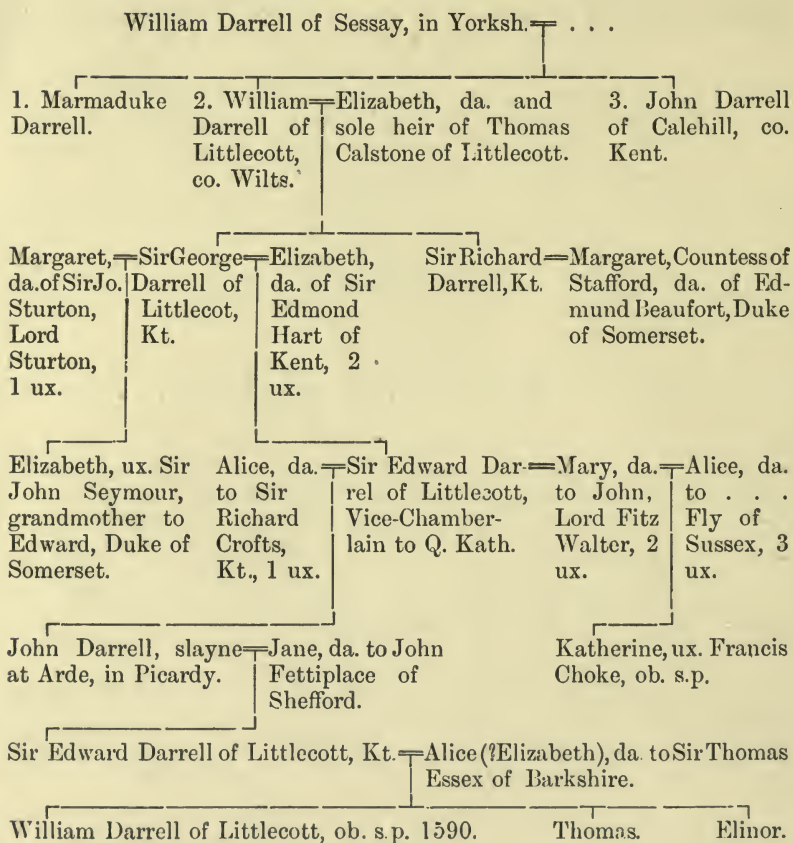 William Darrell of Sessay, in Yorksh. . . .
1. Marmaduke
Darrell.
2. William
Darrell of
Littlecott,
co. Wilts.
Elizabeth, da. and
sole heir of Thomas
Calstone of Littlecott.
3. John Darrell
of Calehill, co.
Kent.
Margaret,
da. of Sir Jo.
Sturton,
Lord
Sturton,
1 ux.
Sir George
Darrell of
Littlecot,
Kt.
Elizabeth,
da. of Sir
Edmond
Hart of
Kent, 2
ux.
Sir Richard
Darrell, Kt.
Margaret, Countess of
Stafford, da. of Ed-
mund Beaufort, Duke
of Somerset.
Elizabeth, ux. Sir
John Seymour,
grandmother to
Edward, Duke of
Somerset.
Alice, da.
to Sir
Richard
Crofts,
Kt., 1 ux.
Sir Edward Dar-
rel of Littlecott,
Vice-Chamber-
lain to Q. Kath.
Mary, da.
to John,
Lord Fitz
Walter, 2
ux.
Alice, da.
to . . .
Fly of
Sussex, 3
ux.
John Darrell, slayne
at Arde, in Picardy.
Jane, da. to John
Fettiplace of
Shefford.
Katherine, ux. Francis
Choke, ob. s.p.
Sir Edward Darrell of Littlecott, Kt.
Alice (?Elizabeth), da. to Sir Thomas
Essex of Barkshire.
William Darrell of Littlecott, ob. s.p. 1590.
Thomas.
Elinor.